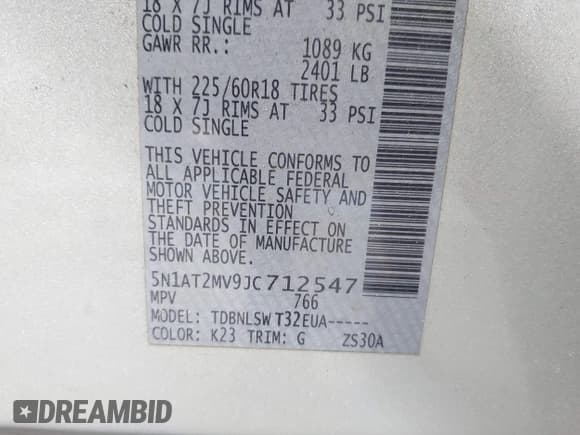 18 X 7J RIMS AT 33 PSI
COLD SINGLE
GAWR RR.: 1089 KG
2401 LB
WITH 225/60R18 TIRES
18 X 7J RIMS AT 33 PSI
COLD SINGLE
THIS VEHICLE CONFORMS TO
ALL APPLICABLE FEDERAL
MOTOR VEHICLE SAFETY AND
THEFT PREVENTION
STANDARDS IN EFFECT ON
THE DATE OF MANUFACTURE
SHOWN ABOVE.
5N1AT2MV9JC712547
MPV 766
MODEL: TDBNLSW T32EUA-----
COLOR: K23 TRIM: G ZS30A
DREAMBID